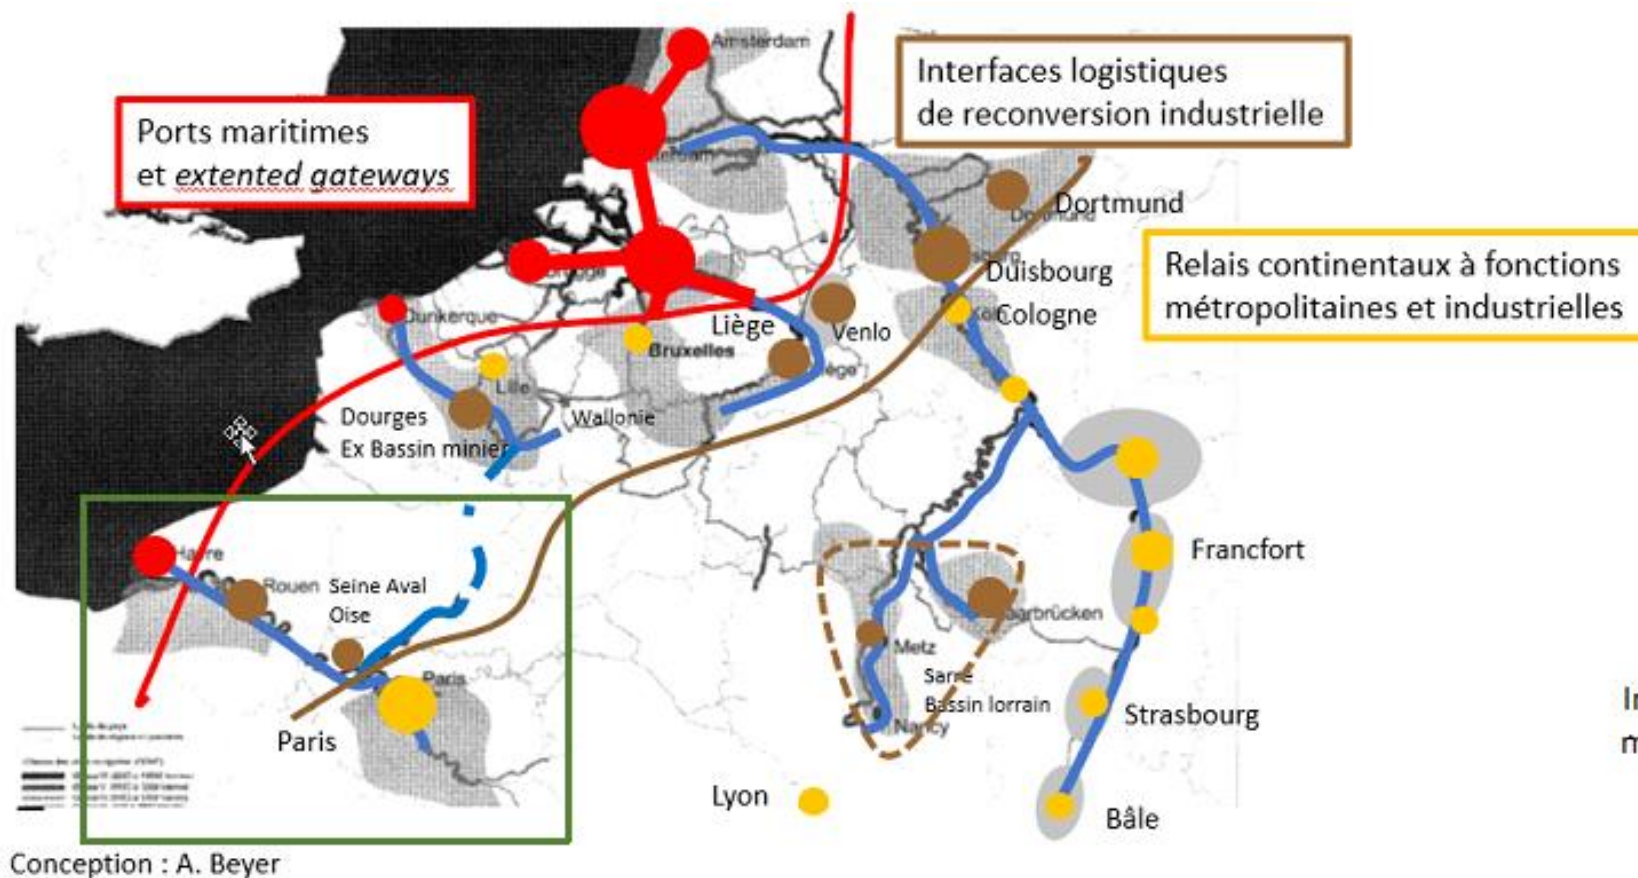 Amsterdam
Interfaces logistiques
de reconversion industrielle
Ports maritimes
et extented gateways
Dortmund
Relais continentaux à fonctions
métropolitaines et industrielles
Duisbourg
Cologne
Dunkerque
Liège
Venlo
Bruxelles
Lille
Dourges
Ex Bassin minier
Wallonie
Havre
Rouen
Seine Aval
Oise
Francfort
Metz
Sarre
Bassin lorrain
Nancy
Paris
Paris
Strasbourg
Lyon
Bâle
Conception : A. Beyer